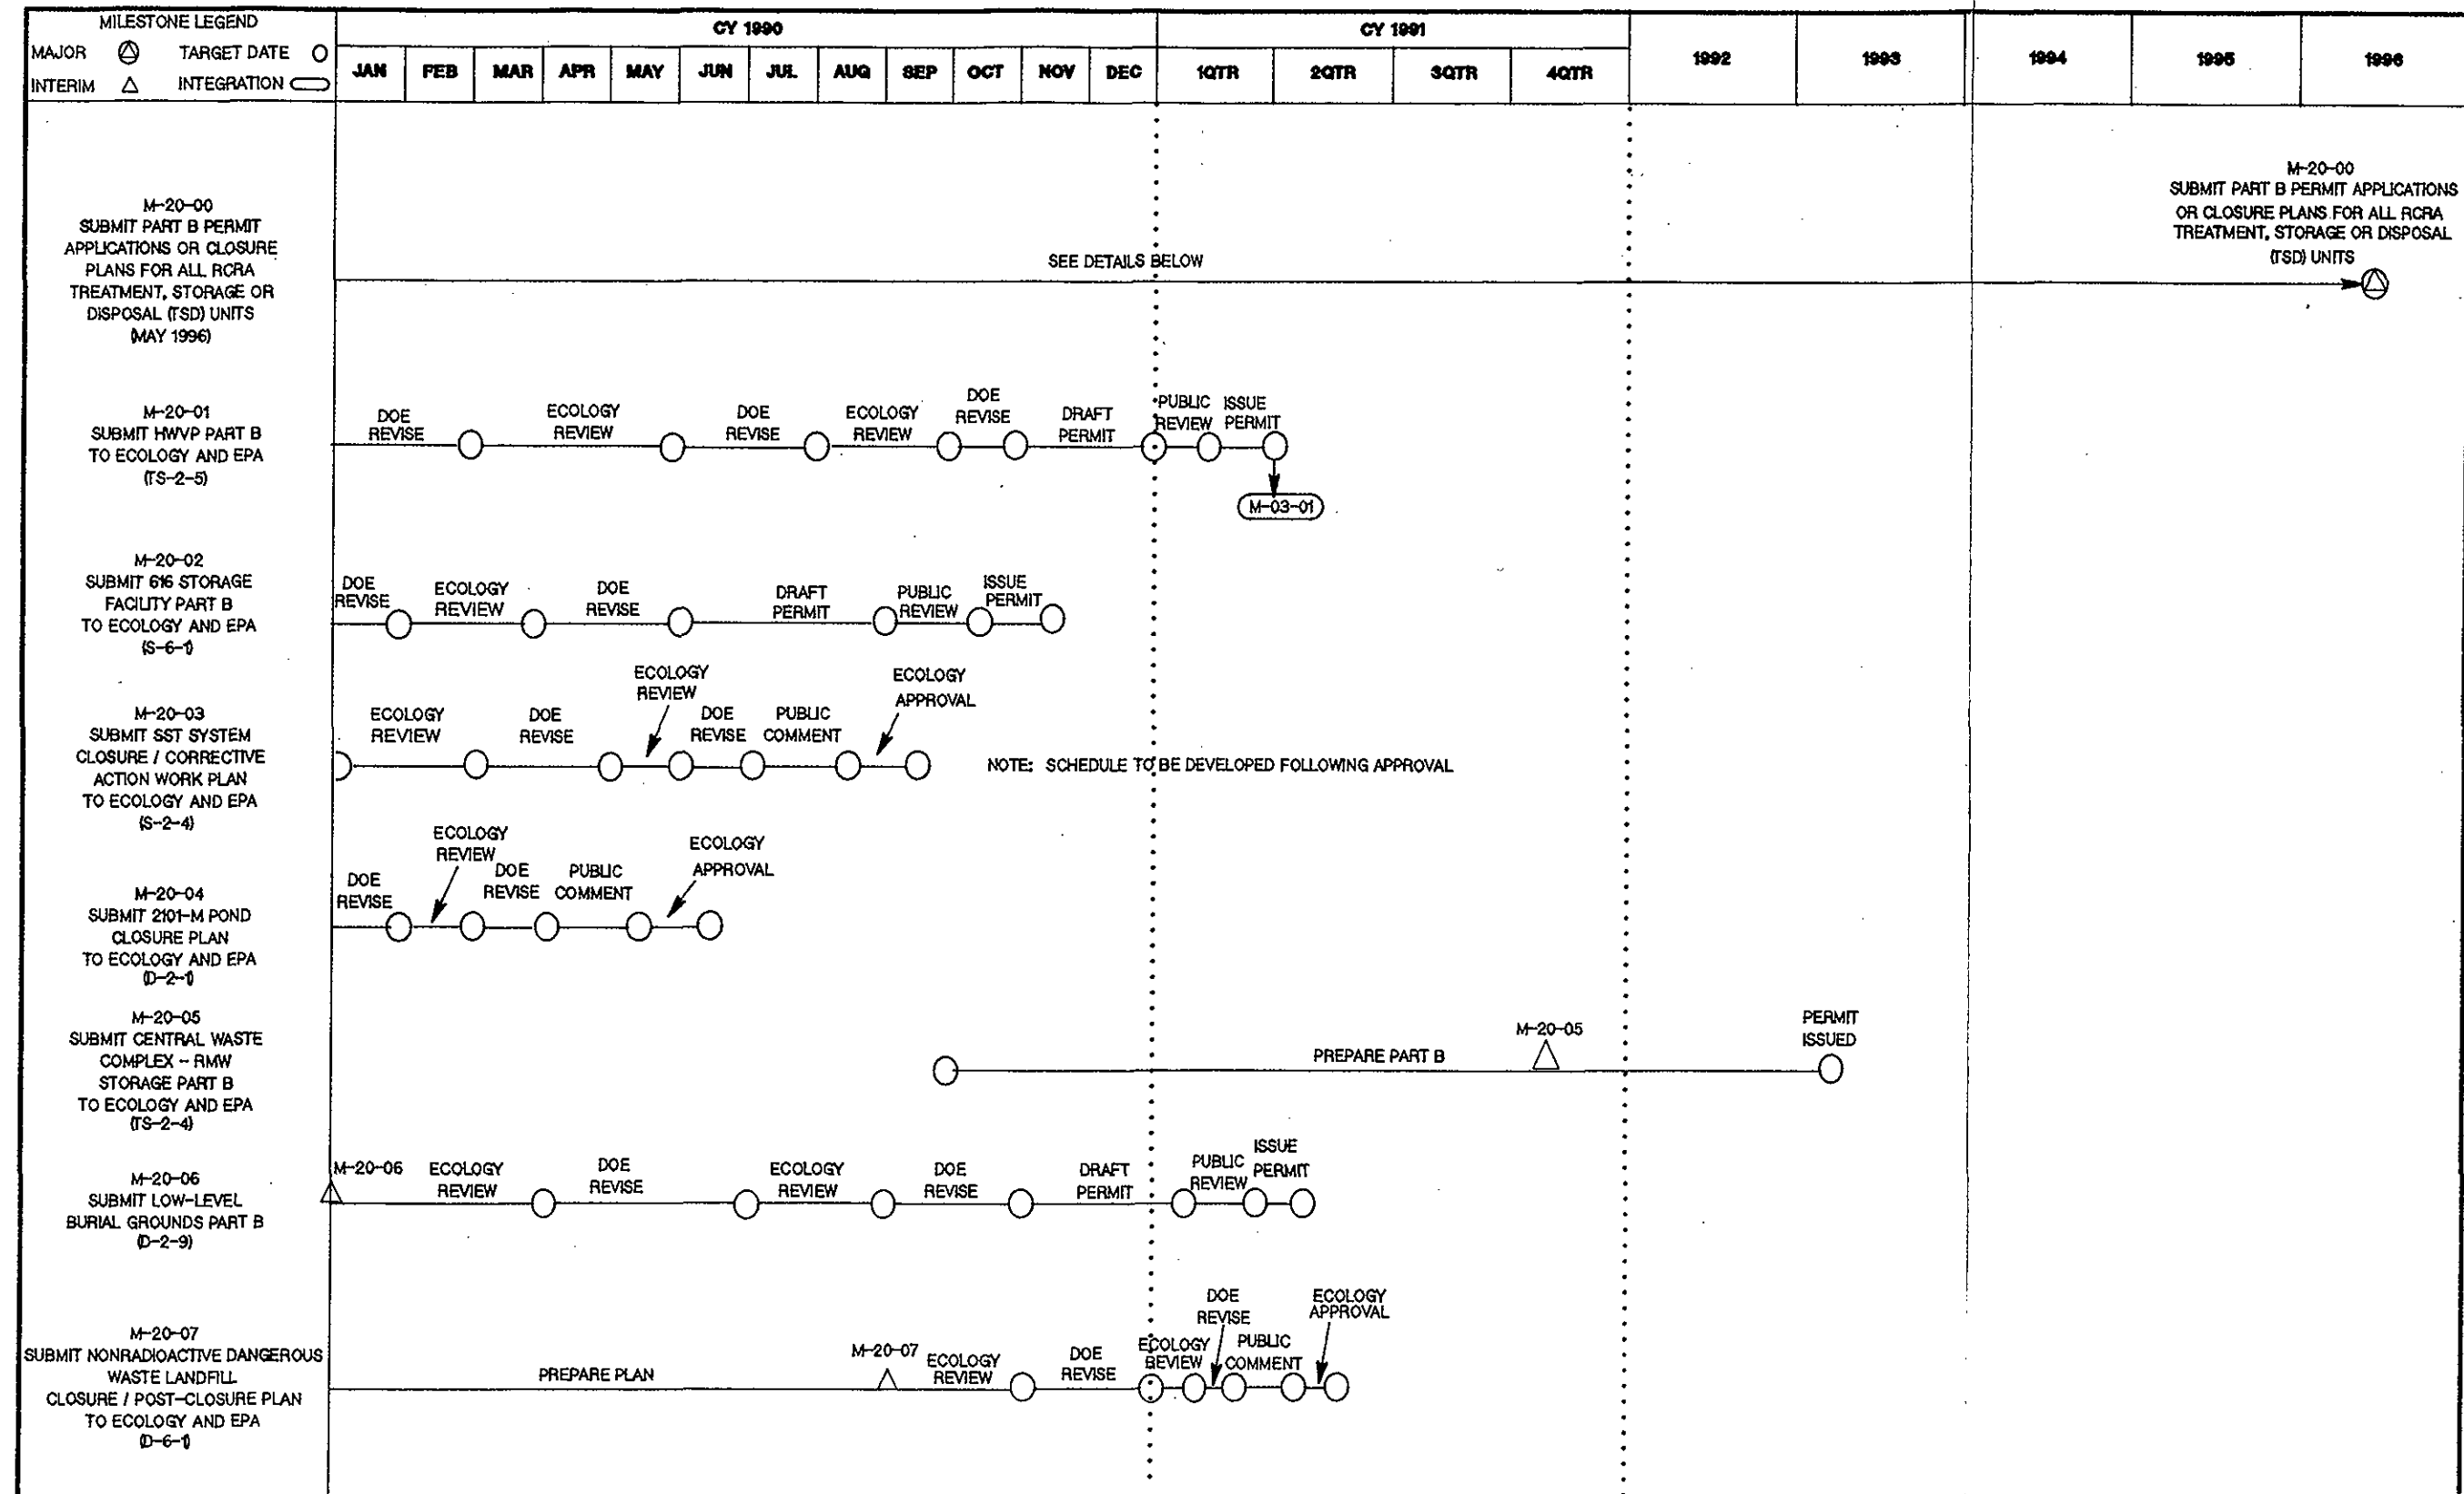 MILESTONE LEGEND
MAJOR TARGET DATE
INTERIM INTEGRATION
CY 1990
CY 1991
JAN FEB MAR APR MAY JUN JUL AUG SEP OCT NOV DEC 1QTR 2QTR 3QTR 4QTR 1992 1993 1994 1995 1996
M-20-00
SUBMIT PART B PERMIT
APPLICATIONS OR CLOSURE
PLANS FOR ALL RCRA
TREATMENT, STORAGE OR
DISPOSAL (TSD) UNITS
(MAY 1996)
SEE DETAILS BELOW
M-20-00
SUBMIT PART B PERMIT APPLICATIONS
OR CLOSURE PLANS FOR ALL RCRA
TREATMENT, STORAGE OR DISPOSAL
(TSD) UNITS
M-20-01
SUBMIT HWVP PART B
TO ECOLOGY AND EPA
(TS-2-5)
DOE
REVISE
ECOLOGY
REVIEW
DOE
REVISE
ECOLOGY
REVIEW
DOE
REVISE
DRAFT
PERMIT
PUBLIC
REVIEW
ISSUE
PERMIT
M-03-01
M-20-02
SUBMIT 616 STORAGE
FACILITY PART B
TO ECOLOGY AND EPA
(S-6-1)
DOE
REVISE
ECOLOGY
REVIEW
DOE
REVISE
DRAFT
PERMIT
PUBLIC
REVIEW
ISSUE
PERMIT
M-20-03
SUBMIT SST SYSTEM
CLOSURE / CORRECTIVE
ACTION WORK PLAN
TO ECOLOGY AND EPA
(S-2-4)
ECOLOGY
REVIEW
DOE
REVISE
ECOLOGY
REVIEW
DOE
REVISE
PUBLIC
COMMENT
ECOLOGY
APPROVAL
NOTE: SCHEDULE TO BE DEVELOPED FOLLOWING APPROVAL
M-20-04
SUBMIT 2101-M POND
CLOSURE PLAN
TO ECOLOGY AND EPA
(D-2-1)
DOE
REVISE
ECOLOGY
REVIEW
DOE
REVISE
PUBLIC
COMMENT
ECOLOGY
APPROVAL
M-20-05
SUBMIT CENTRAL WASTE
COMPLEX - RMW
STORAGE PART B
TO ECOLOGY AND EPA
(TS-2-4)
PREPARE PART B
M-20-05
PERMIT
ISSUED
M-20-06
SUBMIT LOW-LEVEL
BURIAL GROUNDS PART B
(D-2-9)
M-20-06
ECOLOGY
REVIEW
DOE
REVISE
ECOLOGY
REVIEW
DOE
REVISE
DRAFT
PERMIT
PUBLIC
REVIEW
ISSUE
PERMIT
M-20-07
SUBMIT NONRADIOACTIVE DANGEROUS
WASTE LANDFILL
CLOSURE / POST-CLOSURE PLAN
TO ECOLOGY AND EPA
(D-6-1)
PREPARE PLAN
M-20-07
ECOLOGY
REVIEW
DOE
REVISE
ECOLOGY
REVIEW
DOE
REVISE
PUBLIC
COMMENT
ECOLOGY
APPROVAL